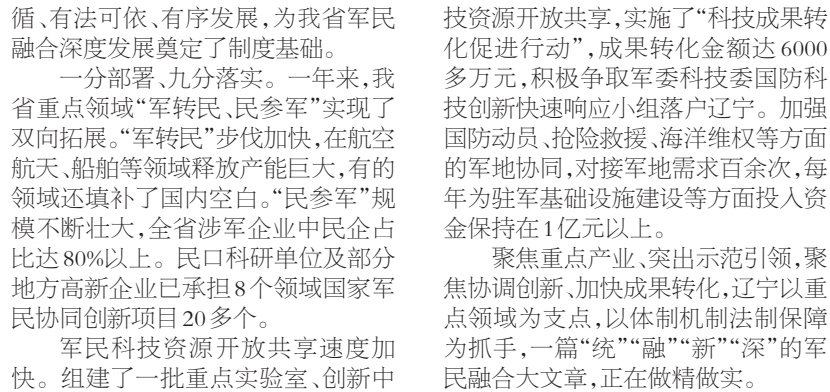 循、有法可依、有序发展，为我省军民
融合深度发展奠定了制度基础。
一分部署、九分落实。一年来，我
省重点领域“军转民、民参军”实现了
双向拓展。“军转民”步伐加快，在航空
航天、船舶等领域释放产能巨大，有的
领域还填补了国内空白。“民参军”规
模不断壮大，全省涉军企业中民企占
比达80%以上。民口科研单位及部分
地方高新企业已承担8个领域国家军
民协同创新项目20多个。
军民科技资源开放共享速度加
快。组建了一批重点实验室、创新中
技资源开放共享，实施了“科技成果转
化促进行动”，成果转化金额达6000
多万元，积极争取军委科技委国防科
技创新快速响应小组落户辽宁。加强
国防动员、抢险救援、海洋维权等方面
的军地协同，对接军地需求百余次，每
年为驻军基础设施建设等方面投入资
金保持在1亿元以上。
聚焦重点产业、突出示范引领，聚
焦协调创新、加快成果转化，辽宁以重
点领域为支点，以体制机制法制保障
为抓手，一篇“统”“融”“新”“深”的军
民融合大文章，正在做精做实。